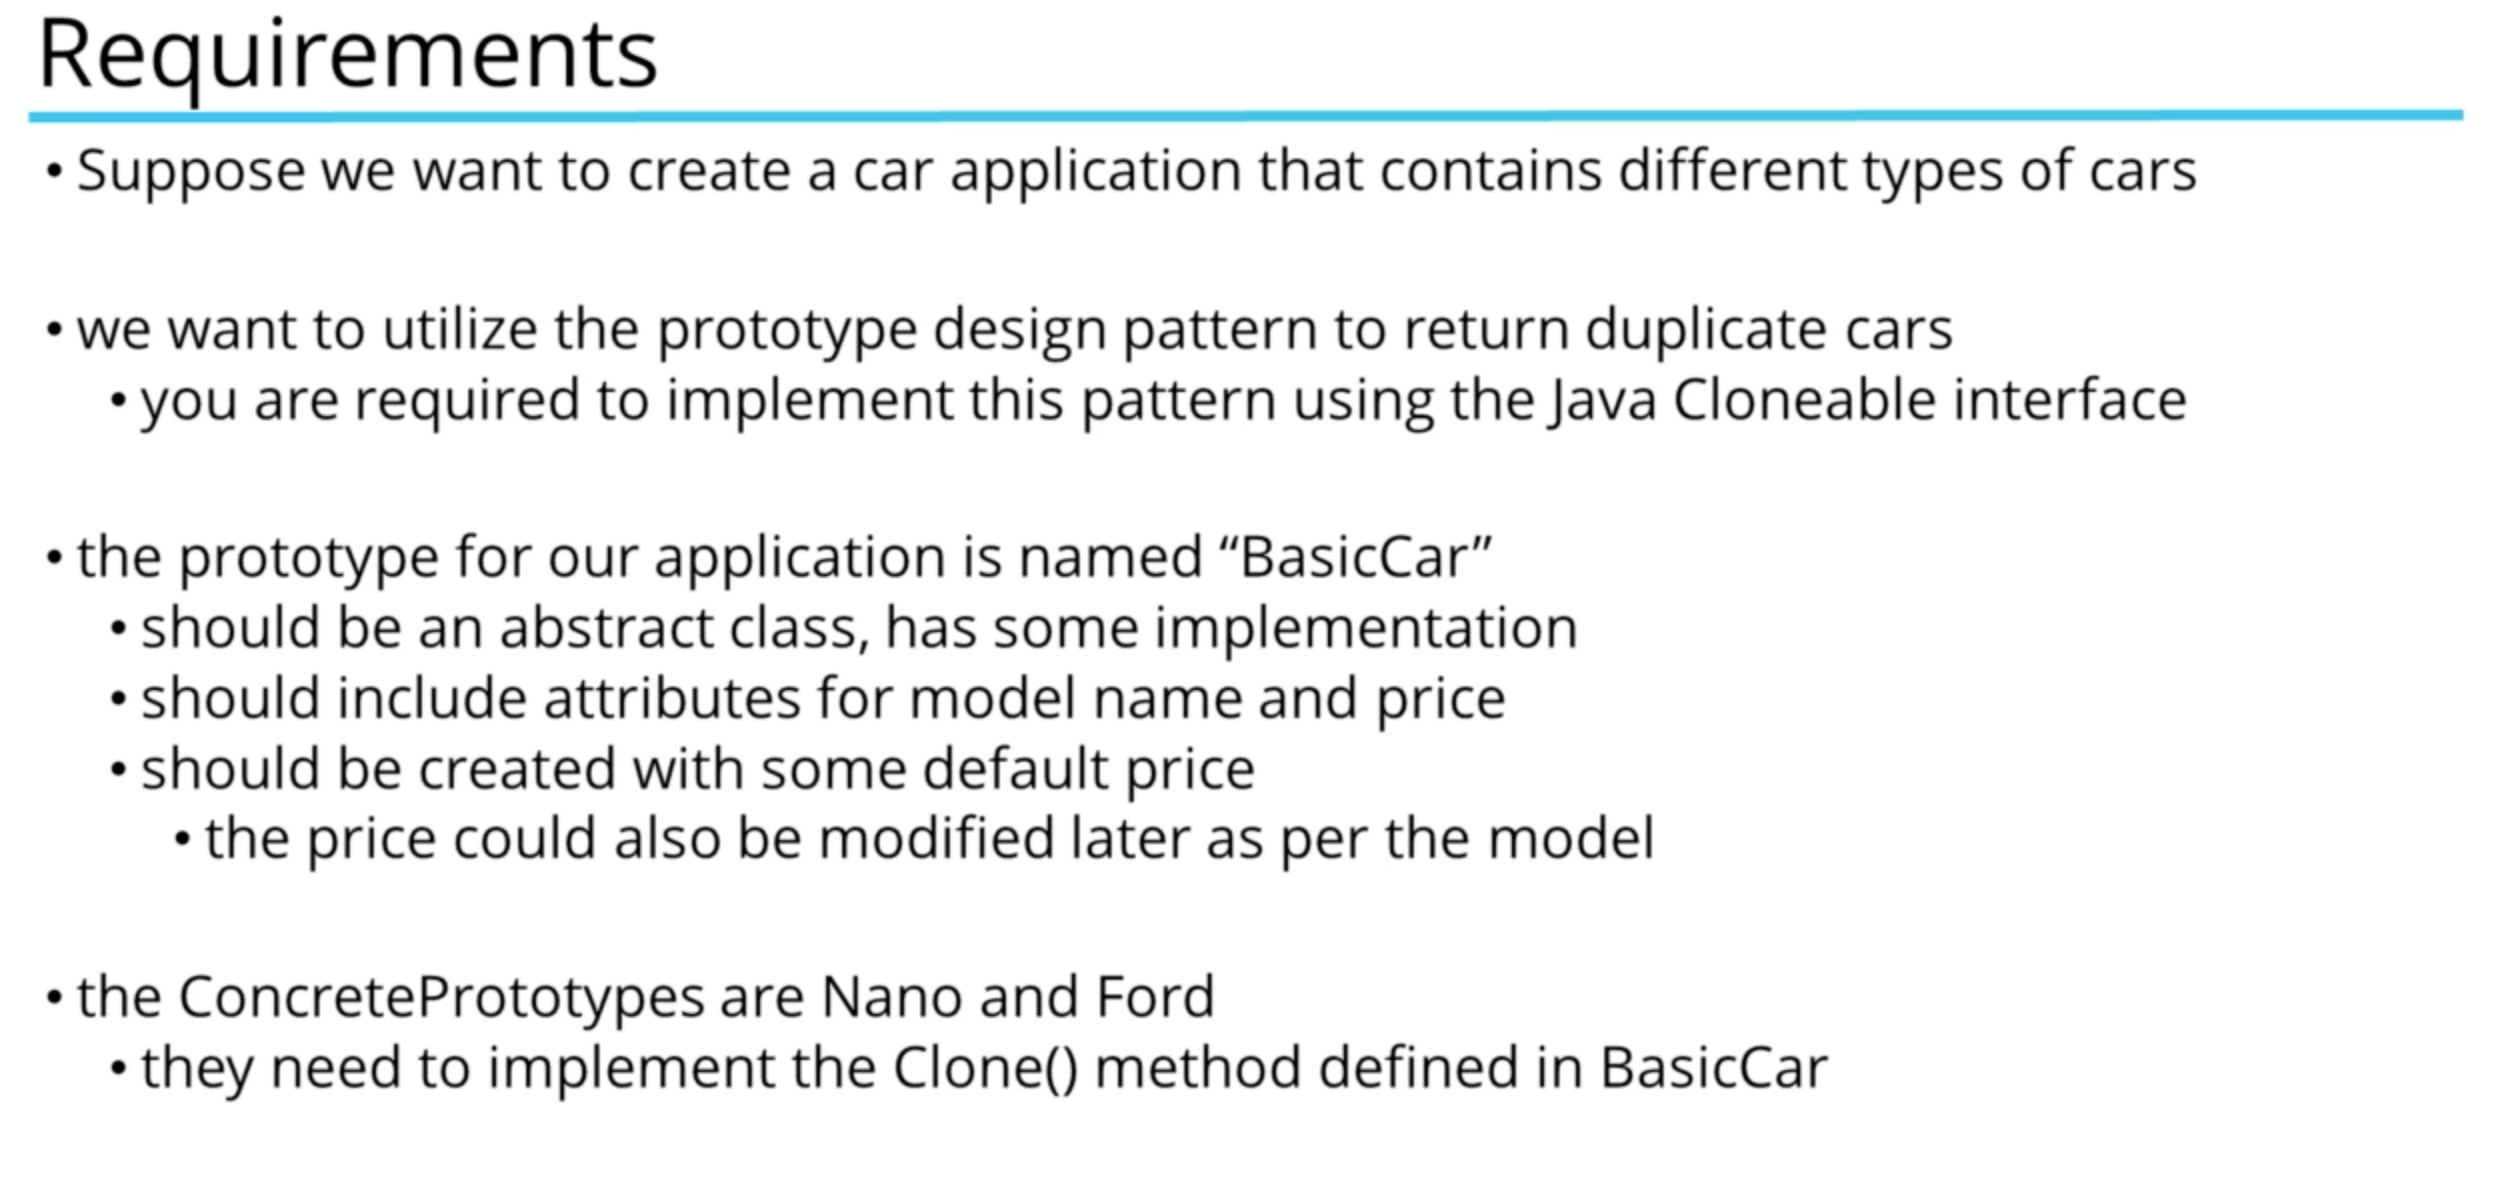 Requirements
• Suppose we want to create a car application that contains different types of cars
• we want to utilize the prototype design pattern to return duplicate cars
• you are required to implement this pattern using the Java Cloneable interface
• the prototype for our application is named “BasicCar”
• should be an abstract class, has some implementation
• should include attributes for model name and price
• should be created with some default price
• the price could also be modified later as per the model
• the ConcretePrototypes are Nano and Ford
• they need to implement the Clone() method defined in BasicCar